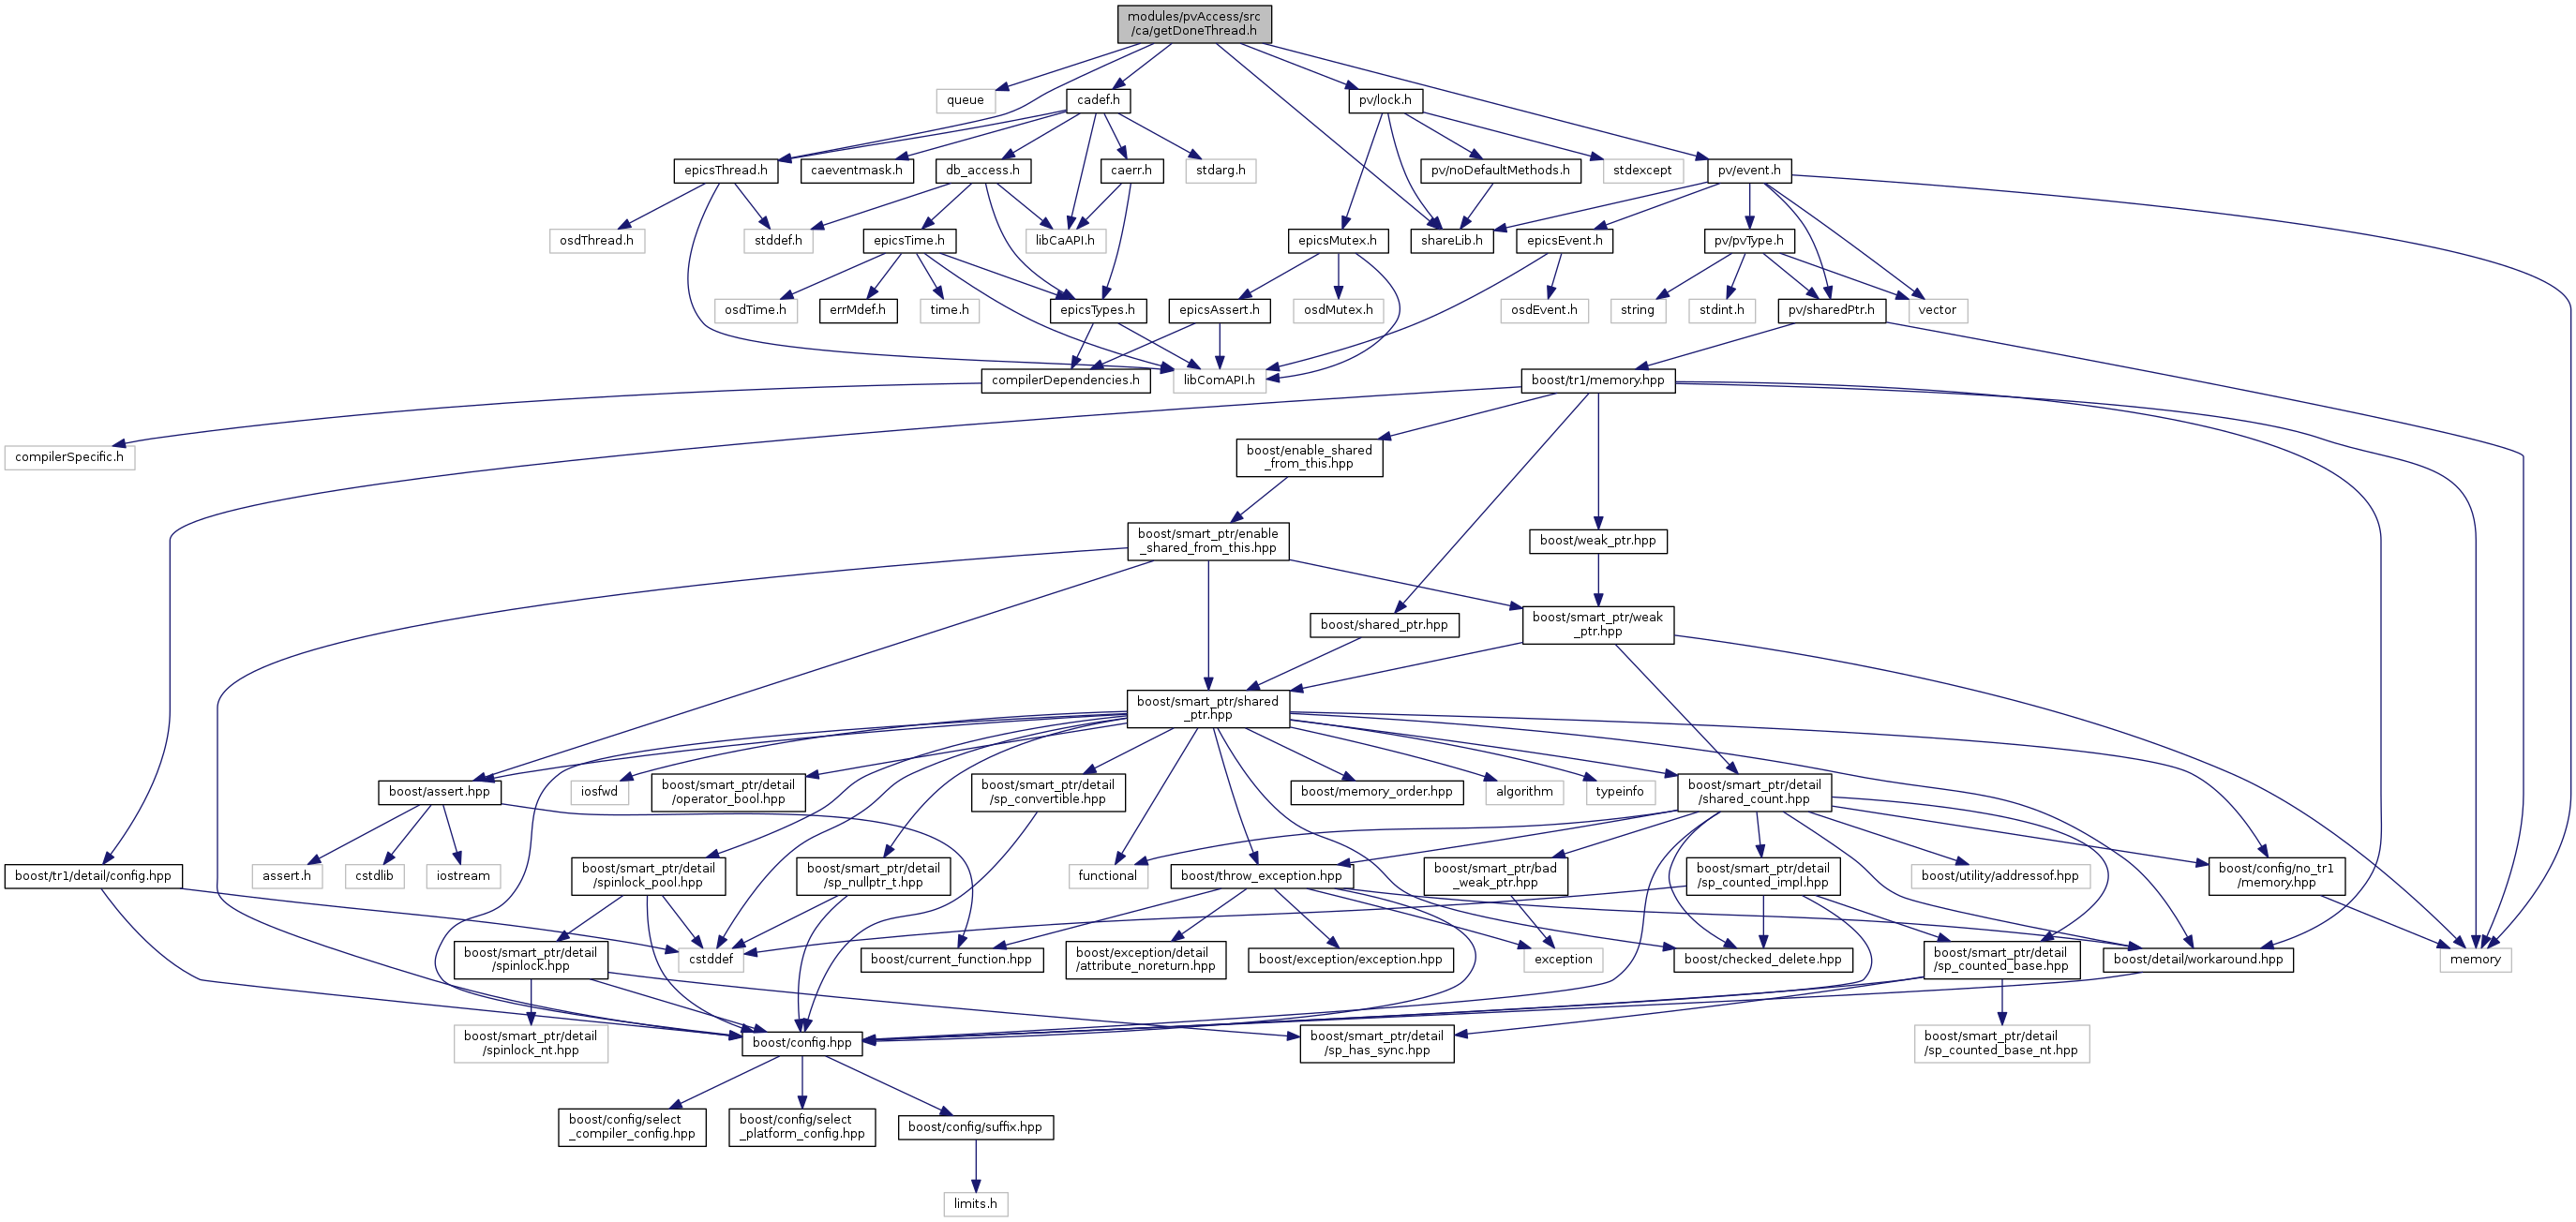 modules/pvAccess/src
/ca/getDoneThread.h
queue
cadef.h
pv/lock.h
epicsThread.h
caeventmask.h
db_access.h
caerr.h
stdarg.h
pv/noDefaultMethods.h
stdexcept
pv/event.h
osdThread.h
stddef.h
epicsTime.h
libCaAPI.h
epicsMutex.h
shareLib.h
epicsEvent.h
pv/pvType.h
osdTime.h
errMdef.h
time.h
epicsTypes.h
epicsAssert.h
osdMutex.h
osdEvent.h
string
stdint.h
pv/sharedPtr.h
vector
compilerDependencies.h
libComAPI.h
boost/tr1/memory.hpp
compilerSpecific.h
boost/enable_shared
_from_this.hpp
boost/smart_ptr/enable
_shared_from_this.hpp
boost/weak_ptr.hpp
boost/shared_ptr.hpp
boost/smart_ptr/weak
_ptr.hpp
boost/smart_ptr/shared
_ptr.hpp
boost/assert.hpp
iosfwd
boost/smart_ptr/detail
/operator_bool.hpp
boost/smart_ptr/detail
/sp_convertible.hpp
boost/memory_order.hpp
algorithm
typeinfo
boost/smart_ptr/detail
/shared_count.hpp
boost/tr1/detail/config.hpp
assert.h
cstdlib
iostream
boost/smart_ptr/detail
/spinlock_pool.hpp
boost/smart_ptr/detail
/sp_nullptr_t.hpp
functional
boost/throw_exception.hpp
boost/smart_ptr/bad
_weak_ptr.hpp
boost/smart_ptr/detail
/sp_counted_impl.hpp
boost/utility/addressof.hpp
boost/config/no_tr1
/memory.hpp
boost/smart_ptr/detail
/spinlock.hpp
cstddef
boost/current_function.hpp
boost/exception/detail
/attribute_noreturn.hpp
boost/exception/exception.hpp
exception
boost/checked_delete.hpp
boost/smart_ptr/detail
/sp_counted_base.hpp
boost/detail/workaround.hpp
memory
boost/smart_ptr/detail
/spinlock_nt.hpp
boost/config.hpp
boost/smart_ptr/detail
/sp_has_sync.hpp
boost/smart_ptr/detail
/sp_counted_base_nt.hpp
boost/config/select
_compiler_config.hpp
boost/config/select
_platform_config.hpp
boost/config/suffix.hpp
limits.h